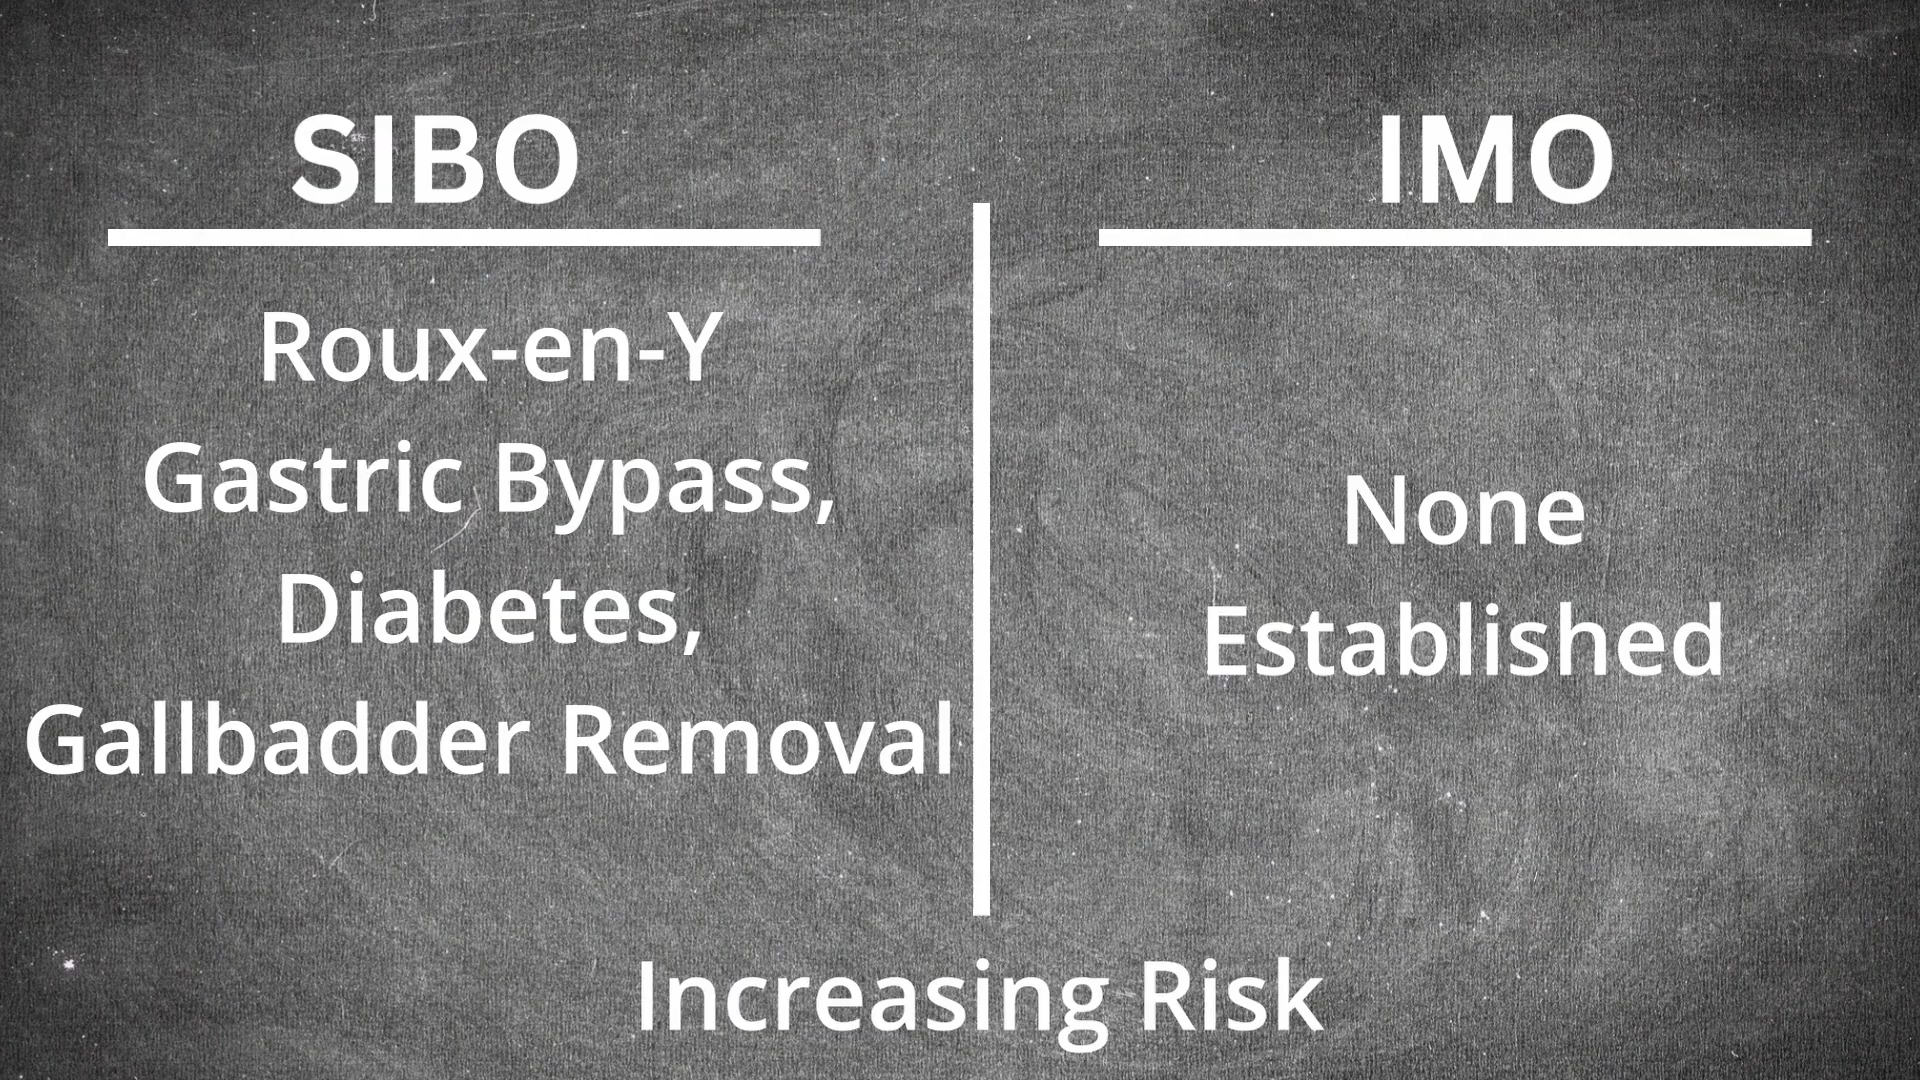 SIBO
Roux-en-Y
Gastric Bypass,
Diabetes,
Gallbadder Removal
IMO
None
Established
Increasing Risk